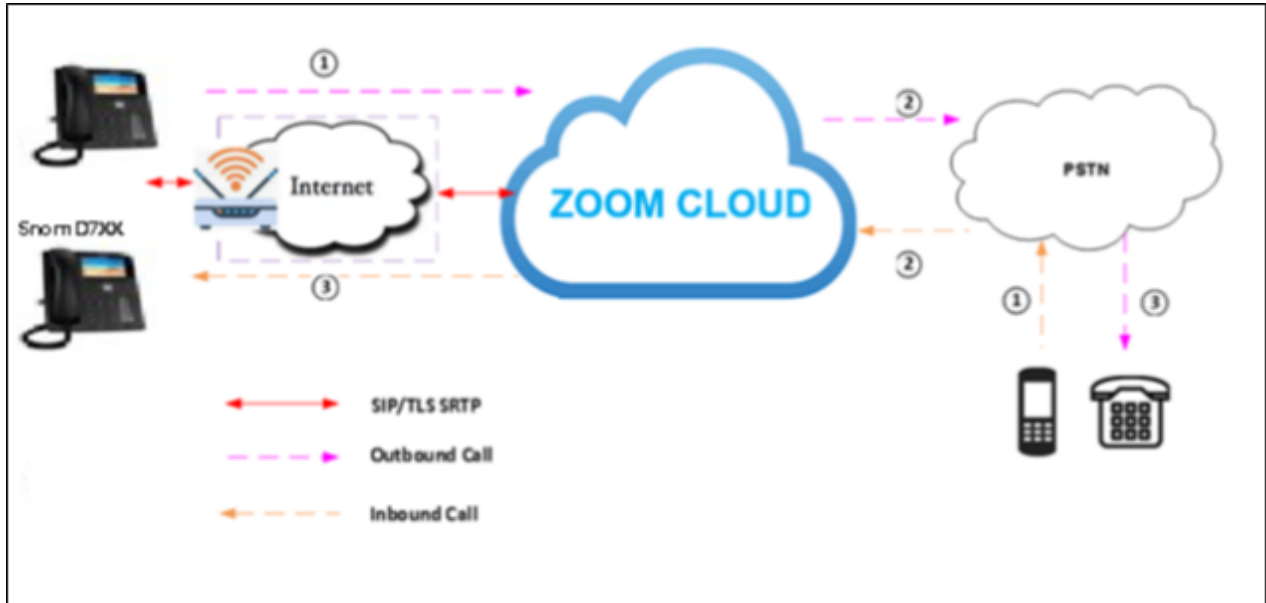 ①
②
Internet
ZOOM CLOUD
PSTN
Snom D7XX
③
②
①
③
SIP/TLS SRTP
Outbound Call
Inbound Call